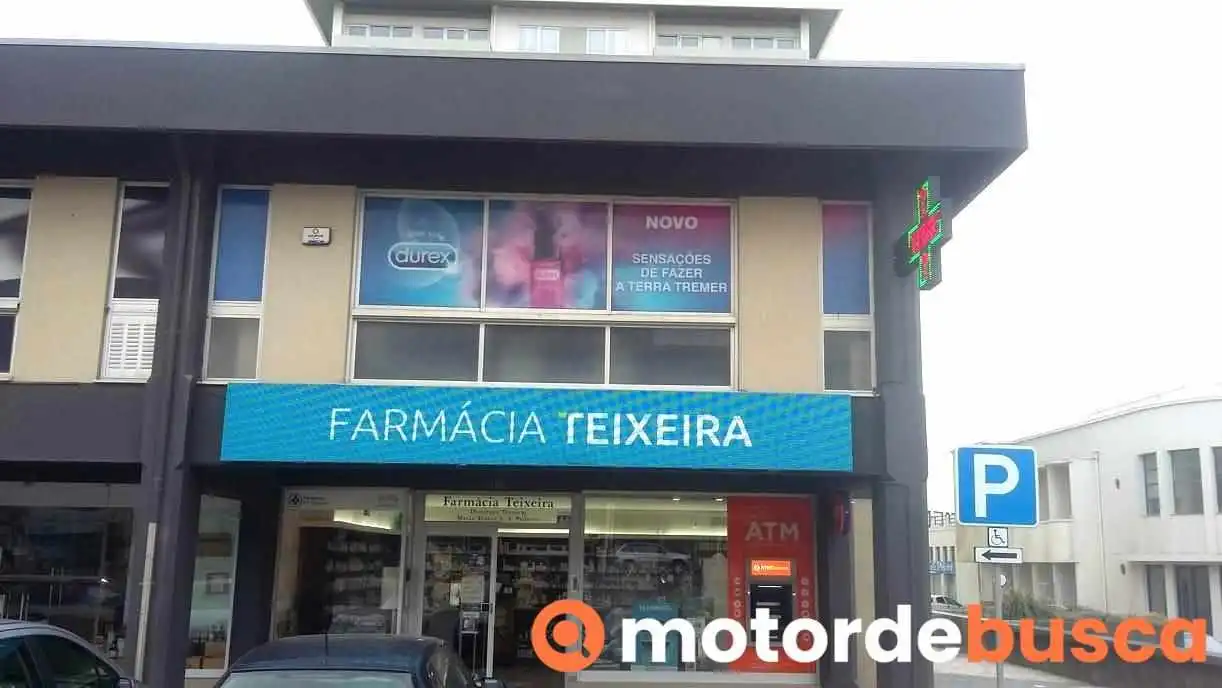 durex
NOVO
SENSAÇÕES
DE FAZER
A TERRA TREMER
FARMÁCIA TEIXEIRA
Farmácia Teixeira
ATM
P
motordebusca